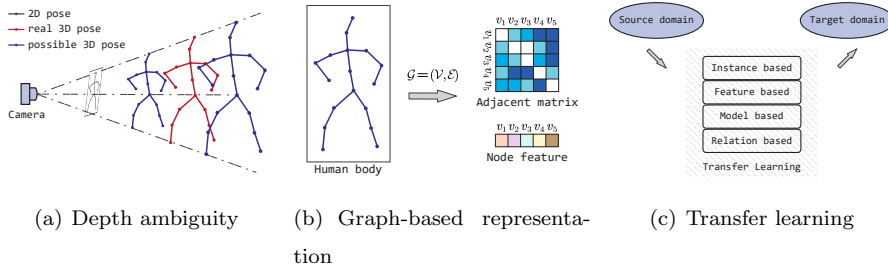 2D pose
real 3D pose
possible 3D pose
Camera
(a) Depth ambiguity
Human body
𝒢=(𝒱,ℰ)
v₁ v₂ v₃ v₄ v₅
v₁ v₂ v₃ v₄ v₅
Adjacent matrix
v₁ v₂ v₃ v₄ v₅
Node feature
(b) Graph-based representa-
tion
Source domain
Target domain
Instance based
Feature based
Model based
Relation based
Transfer Learning
(c) Transfer learning